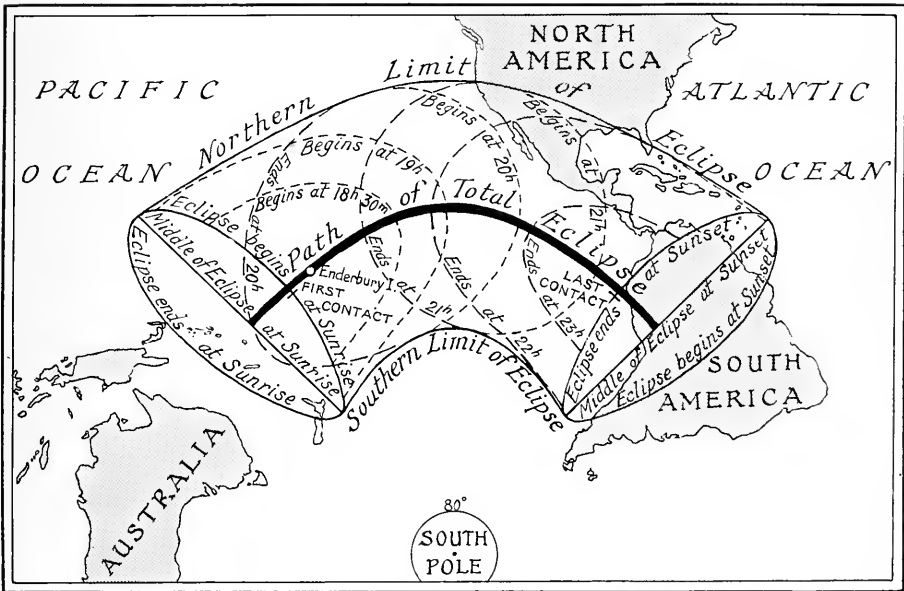 NORTH
AMERICA
PACIFIC
OCEAN
ATLANTIC
OCEAN
Northern Limit of Eclipse
Begins at 20h
Begins at 21h
Begins at 19h
Begins at 18h 30m
Ends at 20h
Path of Total Eclipse
Eclipse begins at Sunrise
Middle of Eclipse at Sunrise
Eclipse ends at Sunrise
Enderbury I.
FIRST
CONTACT
Ends at 21h
Ends at 22h
Ends at 23h
LAST
CONTACT
Eclipse ends at Sunset
Middle of Eclipse at Sunset
Eclipse begins at Sunset
Southern Limit of Eclipse
SOUTH
AMERICA
AUSTRALIA
80°
SOUTH
POLE